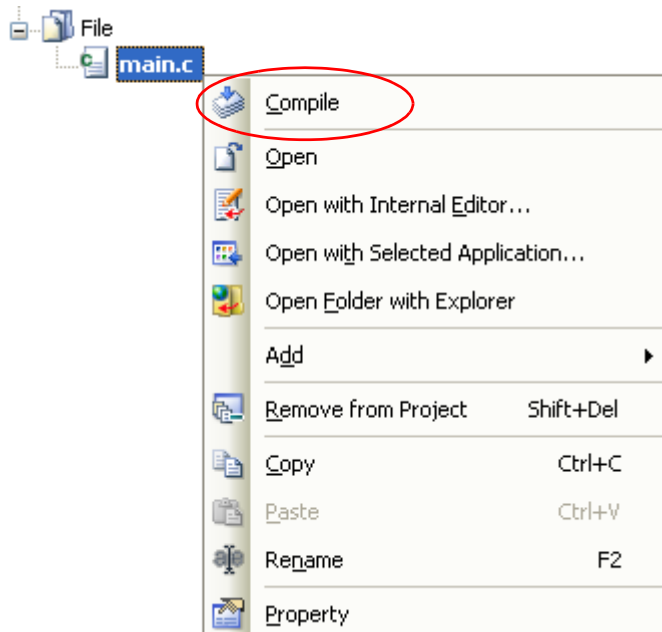 File
main.c
Compile
Open
Open with Internal Editor...
Open with Selected Application...
Open Folder with Explorer
Add
Remove from Project Shift+Del
Copy Ctrl+C
Paste Ctrl+V
Rename F2
Property